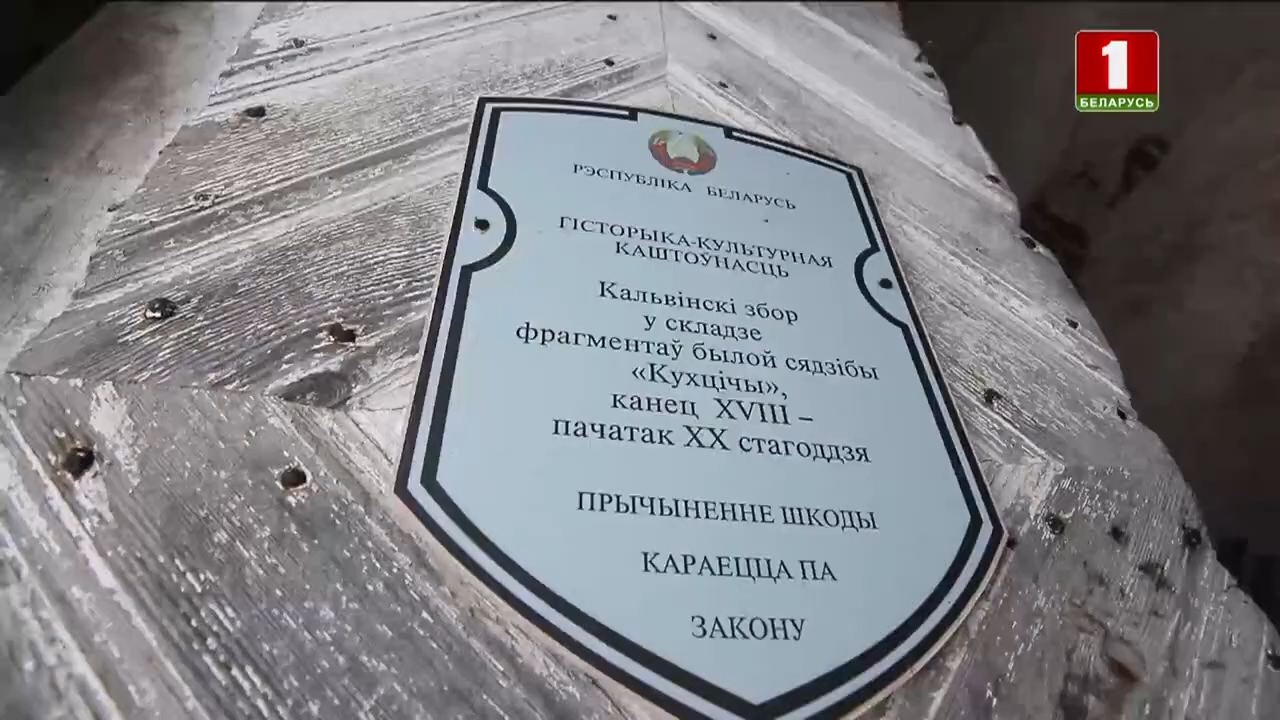 1
БЕЛАРУСЬ
РЭСПУБЛІКА БЕЛАРУСЬ
ГІСТОРЫКА-КУЛЬТУРНАЯ
КАШТОЎНАСЦЬ
Кальвінскі збор
у складзе
фрагментаў былой сядзібы
«Кухцічы»,
канец XVIII –
пачатак XX стагоддзя
ПРЫЧЫНЕННЕ ШКОДЫ
КАРАЕЦЦА ПА
ЗАКОНУ